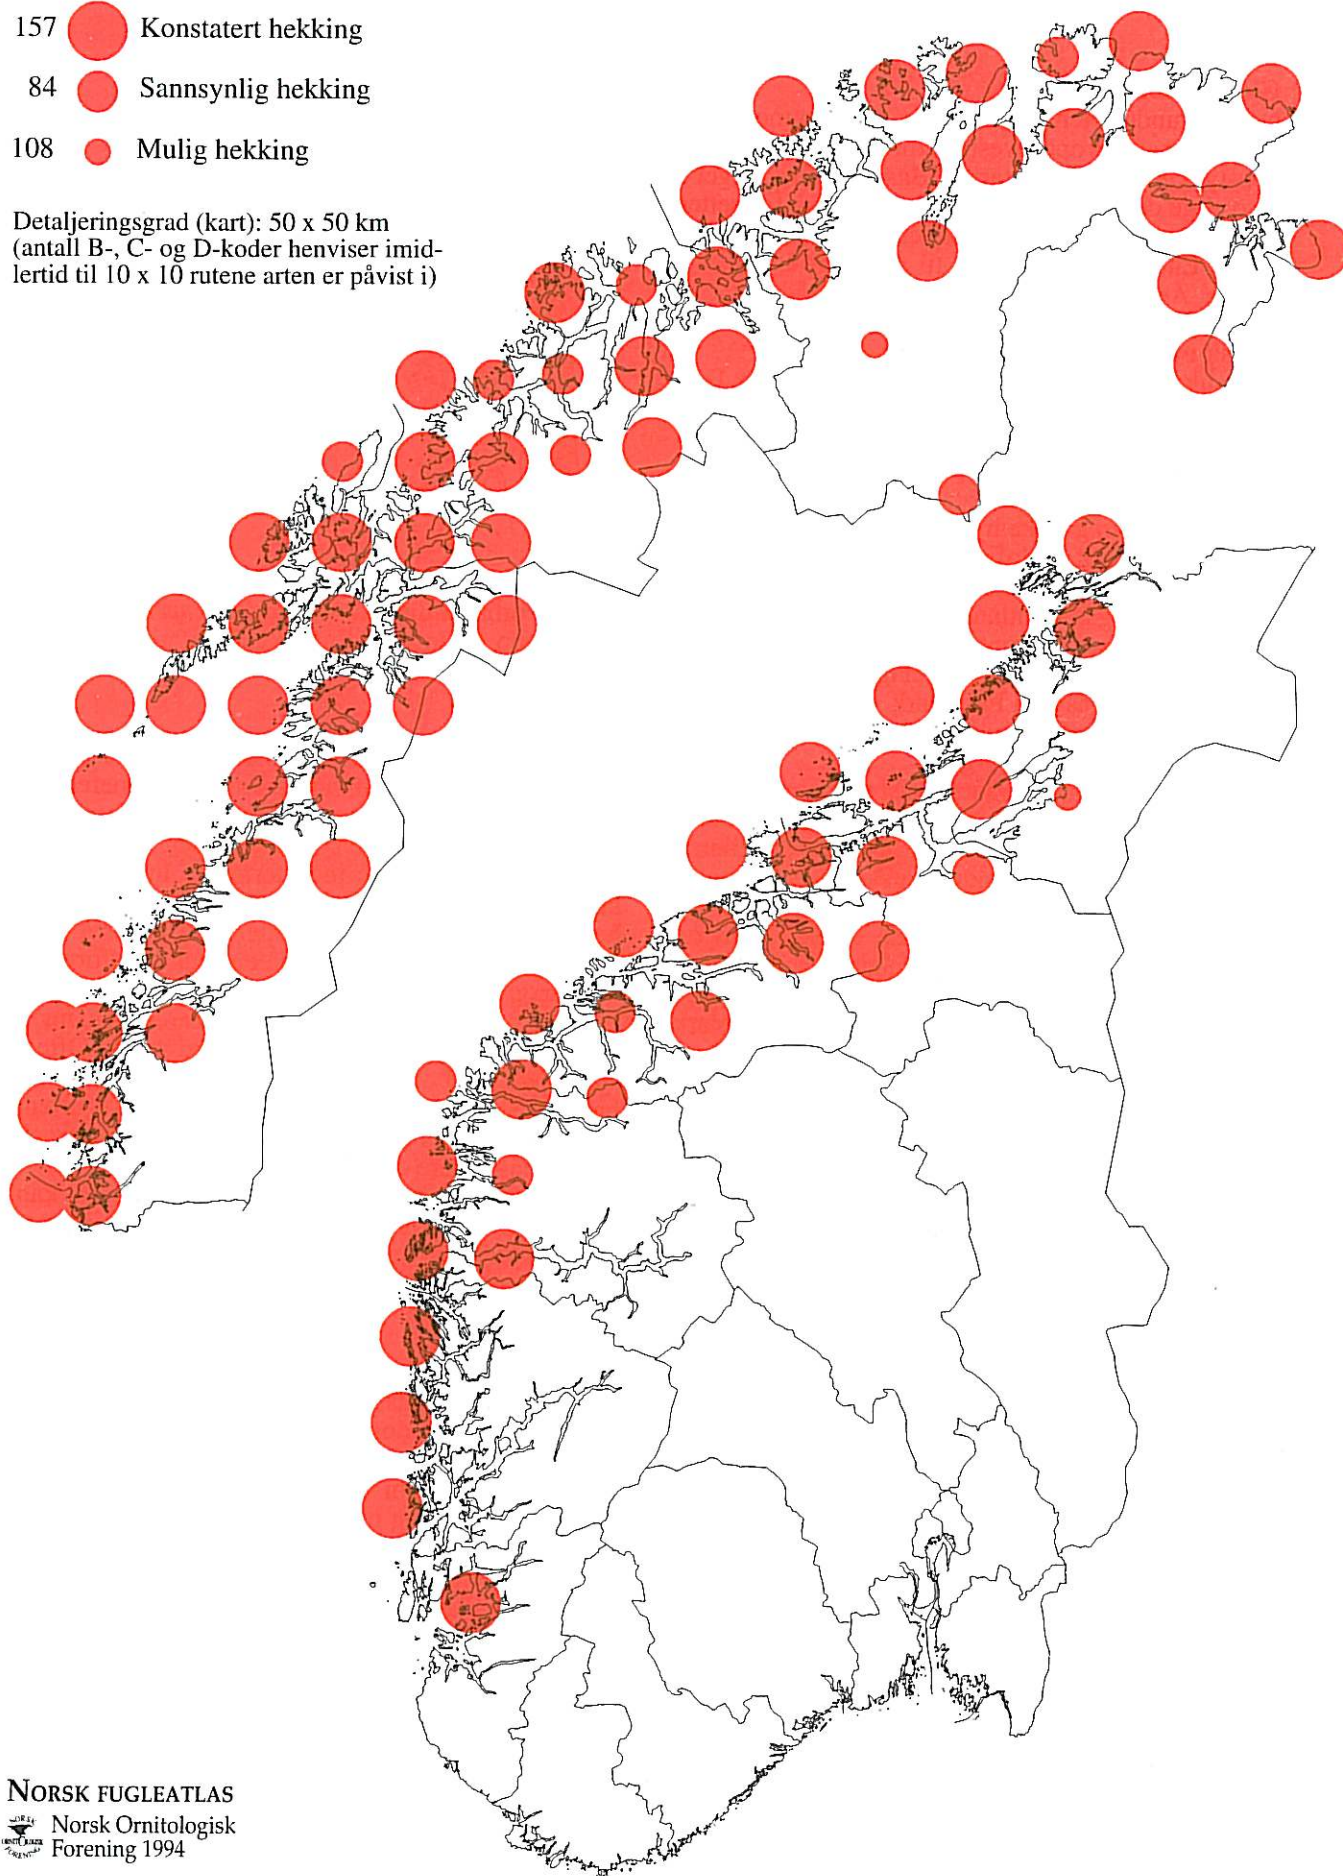 157 Konstatert hekking
84 Sannsynlig hekking
108 Mulig hekking
Detaljeringsgrad (kart): 50 x 50 km
(antall B-, C- og D-koder henviser imid-
lertid til 10 x 10 rutene arten er påvist i)
NORSK FUGLEATLAS
Norsk Ornitologisk
Forening 1994